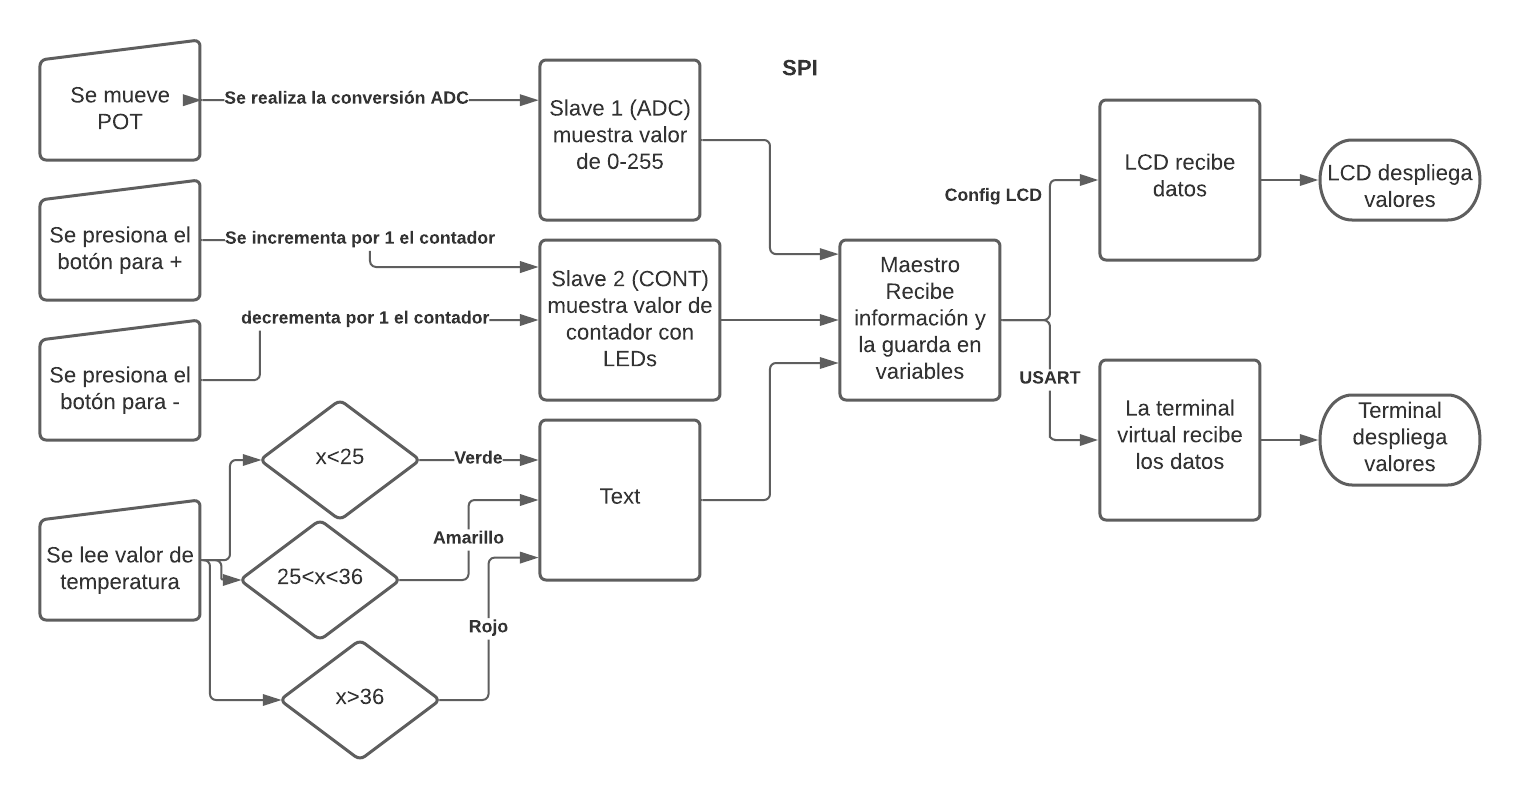 SPI
Se mueve
POT
Se realiza la conversión ADC
Slave 1 (ADC)
muestra valor
de 0-255
Se presiona el
botón para +
Se incrementa por 1 el contador
Se presiona el
botón para -
decrementa por 1 el contador
Slave 2 (CONT)
muestra valor de
contador con
LEDs
Se lee valor de
temperatura
x<25
Verde
25<x<36
Amarillo
x>36
Rojo
Text
Maestro
Recibe
información y
la guarda en
variables
Config LCD
LCD recibe
datos
LCD despliega
valores
USART
La terminal
virtual recibe
los datos
Terminal
despliega
valores